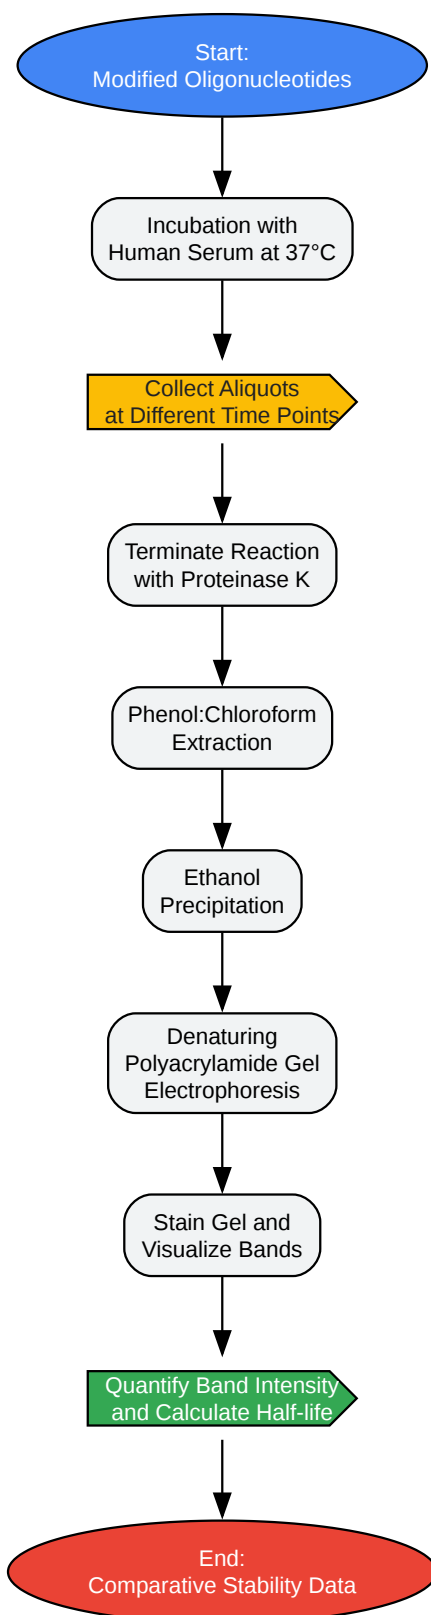 Start:
Modified Oligonucleotides
Incubation with
Human Serum at 37°C
Collect Aliquots
at Different Time Points
Terminate Reaction
with Proteinase K
Phenol:Chloroform
Extraction
Ethanol
Precipitation
Denaturing
Polyacrylamide Gel
Electrophoresis
Stain Gel and
Visualize Bands
Quantify Band Intensity
and Calculate Half-life
End:
Comparative Stability Data